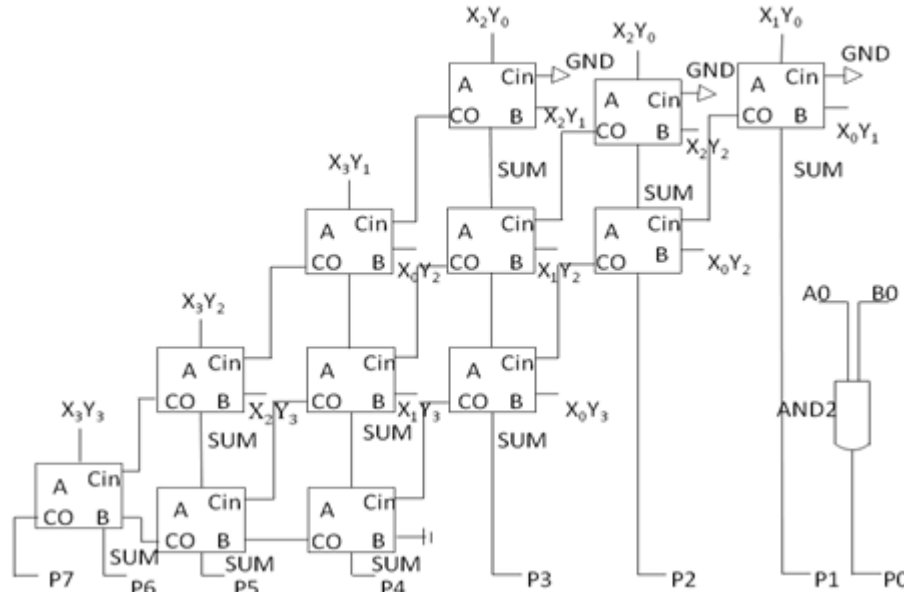 X₂Y₀ X₂Y₀ X₁Y₀
GND GND GND
A Cin A Cin A Cin
CO B X₂Y₁ CO B X₂Y₂ CO B X₀Y₁
X₃Y₁ SUM SUM SUM
A Cin A Cin A Cin
CO B X₀Y₂ CO B X₁Y₂ CO B X₀Y₂
X₃Y₂ A0 B0
A Cin A Cin A Cin
CO B X₂Y₃ CO B X₁Y₃ CO B X₀Y₃ AND2
X₃Y₃ SUM SUM SUM
A Cin A Cin A Cin
CO B CO B CO B
SUM SUM SUM
P7 P6 P5 P4 P3 P2 P1 P0